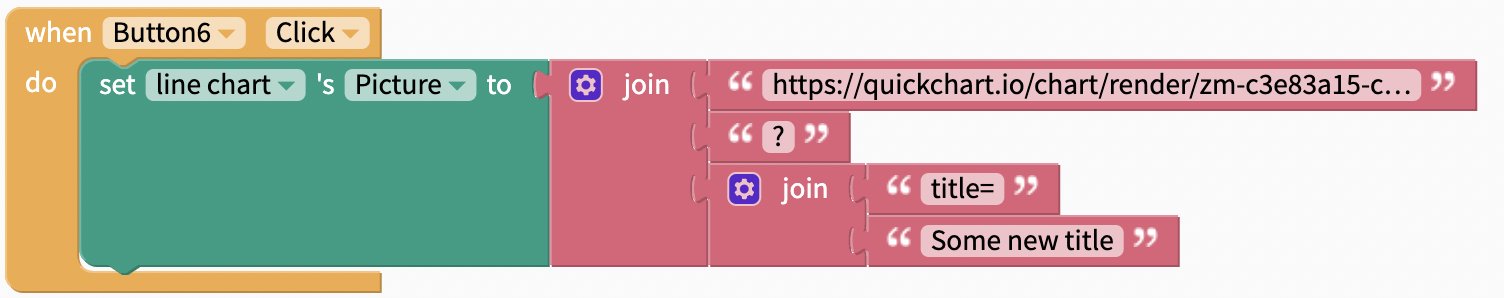 when Button6 Click
do set line chart 's Picture to join “ https://quickchart.io/chart/render/zm-c3e83a15-c... ”
“ ? ”
join “ title= ”
“ Some new title ”